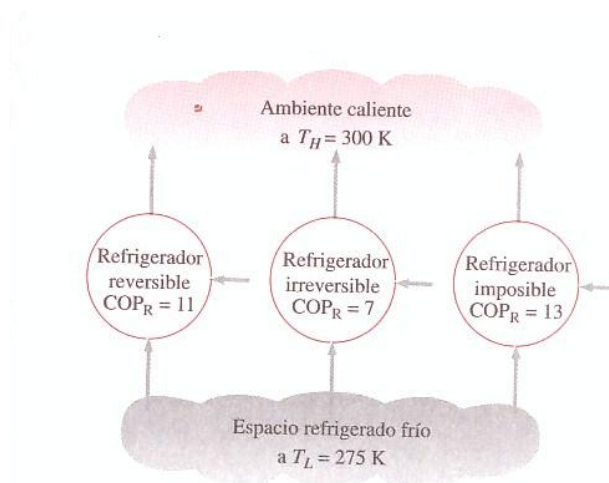 Ambiente caliente
a T_H = 300 K
Refrigerador
reversible
COP_R = 11
Refrigerador
irreversible
COP_R = 7
Refrigerador
imposible
COP_R = 13
Espacio refrigerado frío
a T_L = 275 K